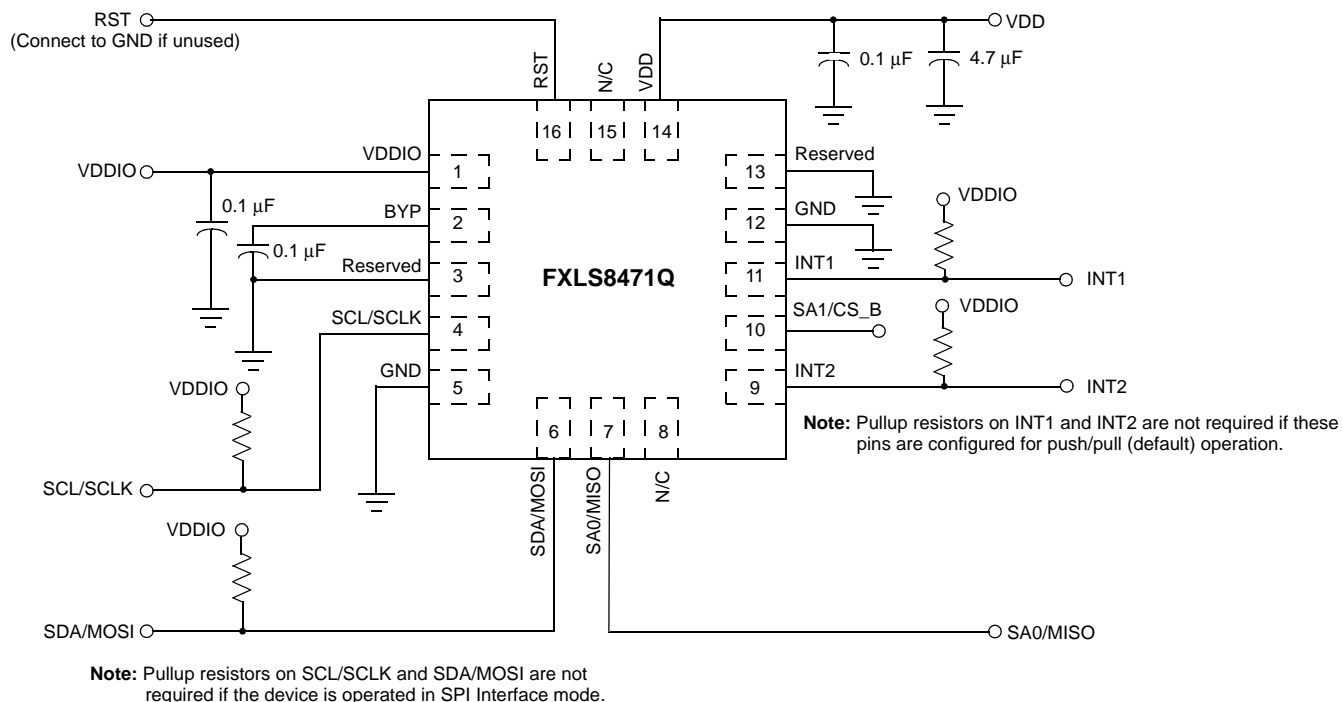 RST
(Connect to GND if unused)
VDD
0.1 μF
4.7 μF
RST
N/C
VDD
16
15
14
VDDIO
VDDIO
1
0.1 μF
BYP
2
0.1 μF
Reserved
3
SCL/SCLK
4
GND
5
FXLS8471Q
Reserved
13
GND
12
VDDIO
INT1
11
INT1
SA1/CS_B
10
VDDIO
INT2
9
INT2
Note: Pullup resistors on INT1 and INT2 are not required if these
pins are configured for push/pull (default) operation.
6
7
8
SDA/MOSI
SA0/MISO
N/C
VDDIO
SCL/SCLK
VDDIO
SDA/MOSI
SA0/MISO
Note: Pullup resistors on SCL/SCLK and SDA/MOSI are not
required if the device is operated in SPI Interface mode.